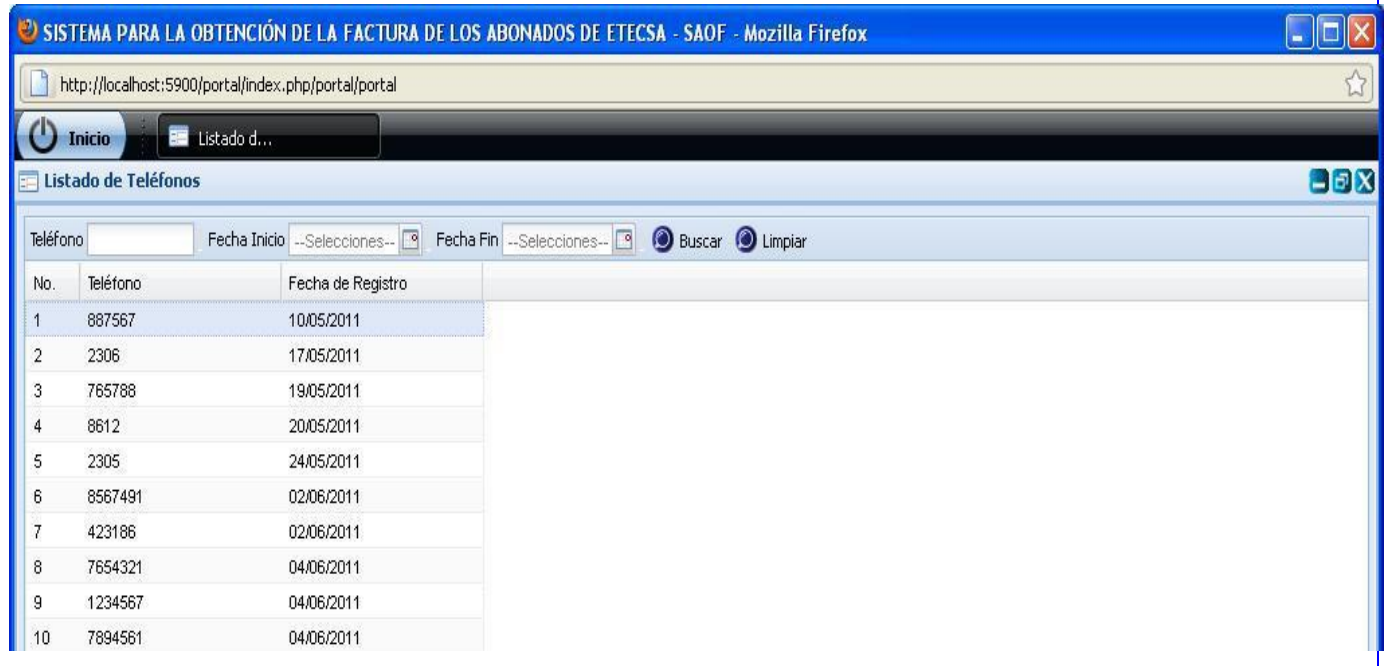 SISTEMA PARA LA OBTENCIÓN DE LA FACTURA DE LOS ABONADOS DE ETECSA - SAOF - Mozilla Firefox
http://localhost:5900/portal/index.php/portal/portal
Inicio Listado d...
Listado de Teléfonos
Teléfono Fecha Inicio --Selecciones-- Fecha Fin --Selecciones-- Buscar Limpiar
No. Teléfono Fecha de Registro
1 887567 10/05/2011
2 2306 17/05/2011
3 765788 19/05/2011
4 8612 20/05/2011
5 2305 24/05/2011
6 8567491 02/06/2011
7 423186 02/06/2011
8 7654321 04/06/2011
9 1234567 04/06/2011
10 7894561 04/06/2011